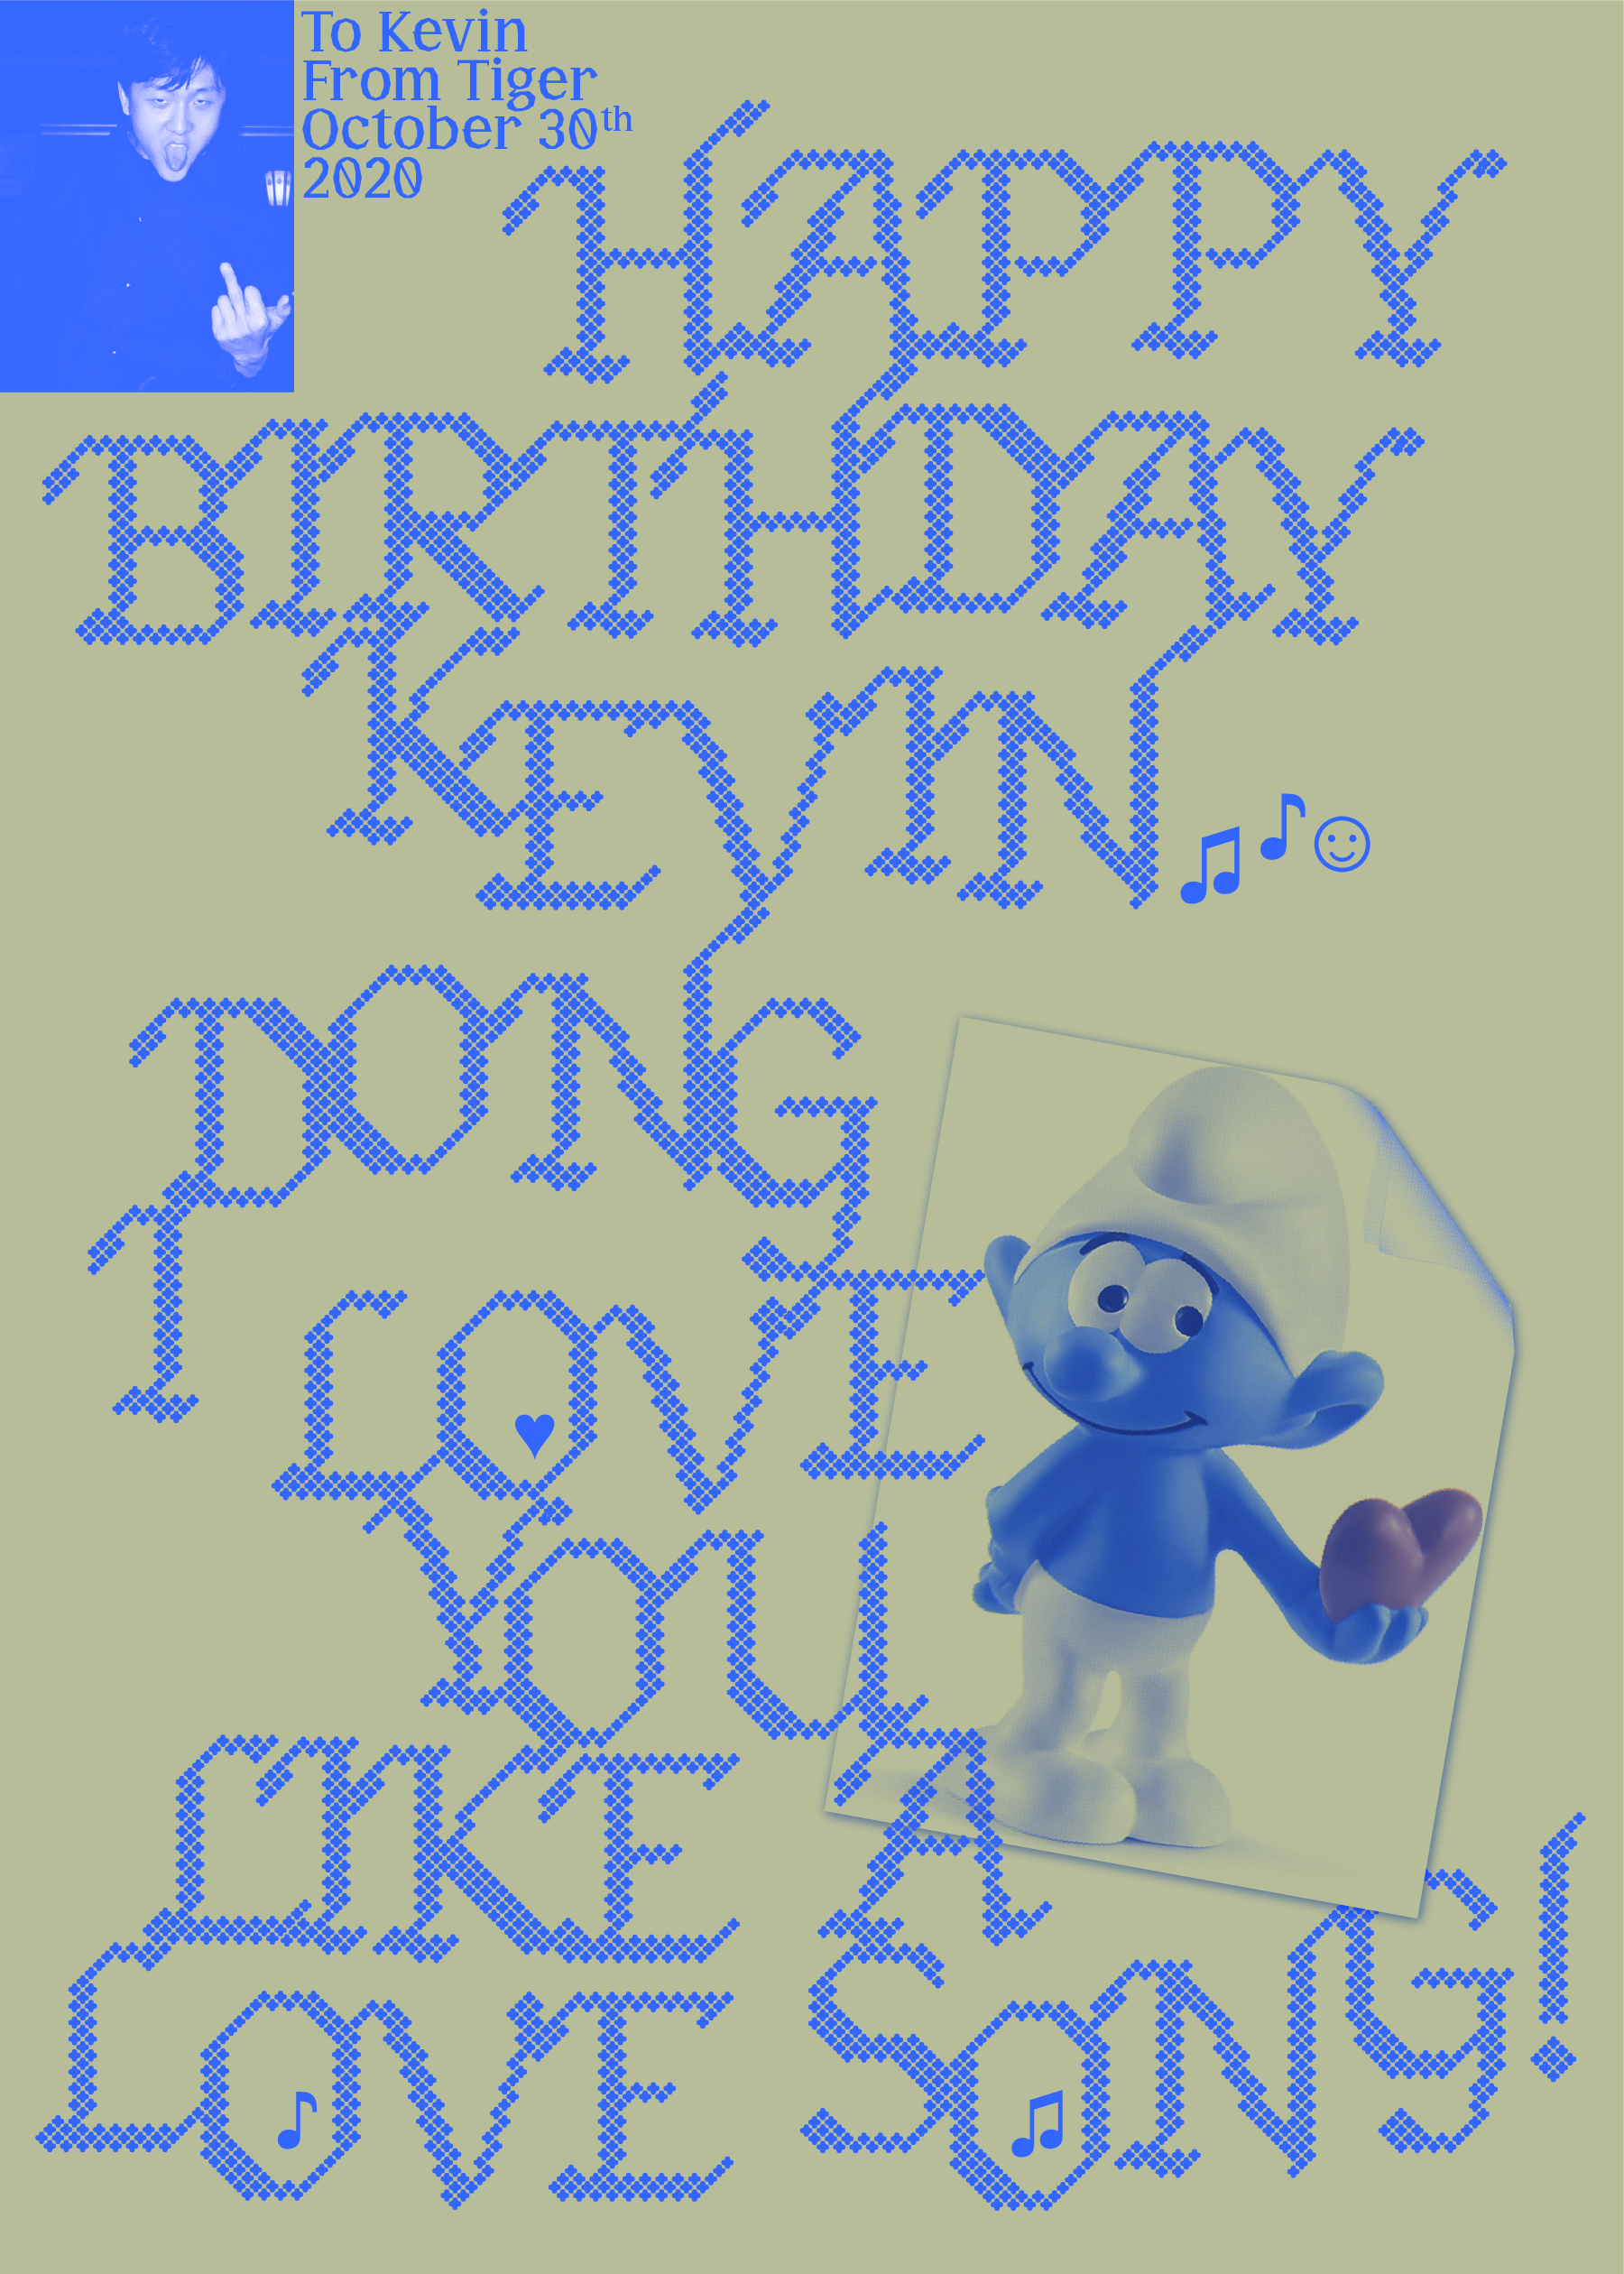 To Kevin
From Tiger
October 30th
2020
HAPPY
BIRTHDAY
KEVIN ♫♪☺
DONG
I
LOVE
♥
YOU
LIKE A
LOVE SONG!
♪ ♫